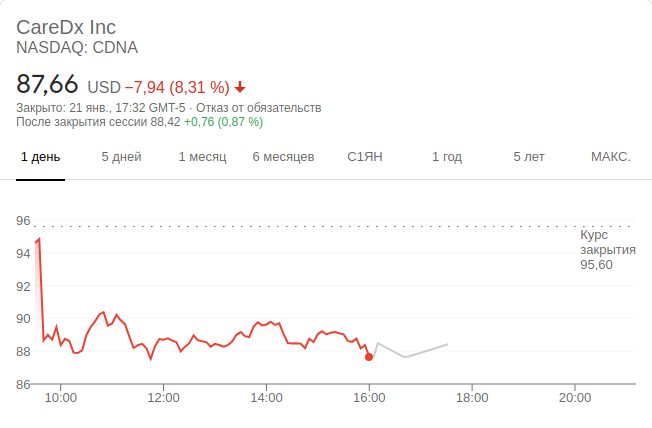 CareDx Inc
NASDAQ: CDNA
87,66 USD −7,94 (8,31 %)
Закрыто: 21 янв., 17:32 GMT-5 · Отказ от обязательств
После закрытия сессии 88,42 +0,76 (0,87 %)
1 день 5 дней 1 месяц 6 месяцев С1ЯН 1 год 5 лет МАКС.
96
Курс
закрытия
95,60
94
92
90
88
86
10:00 12:00 14:00 16:00 18:00 20:00